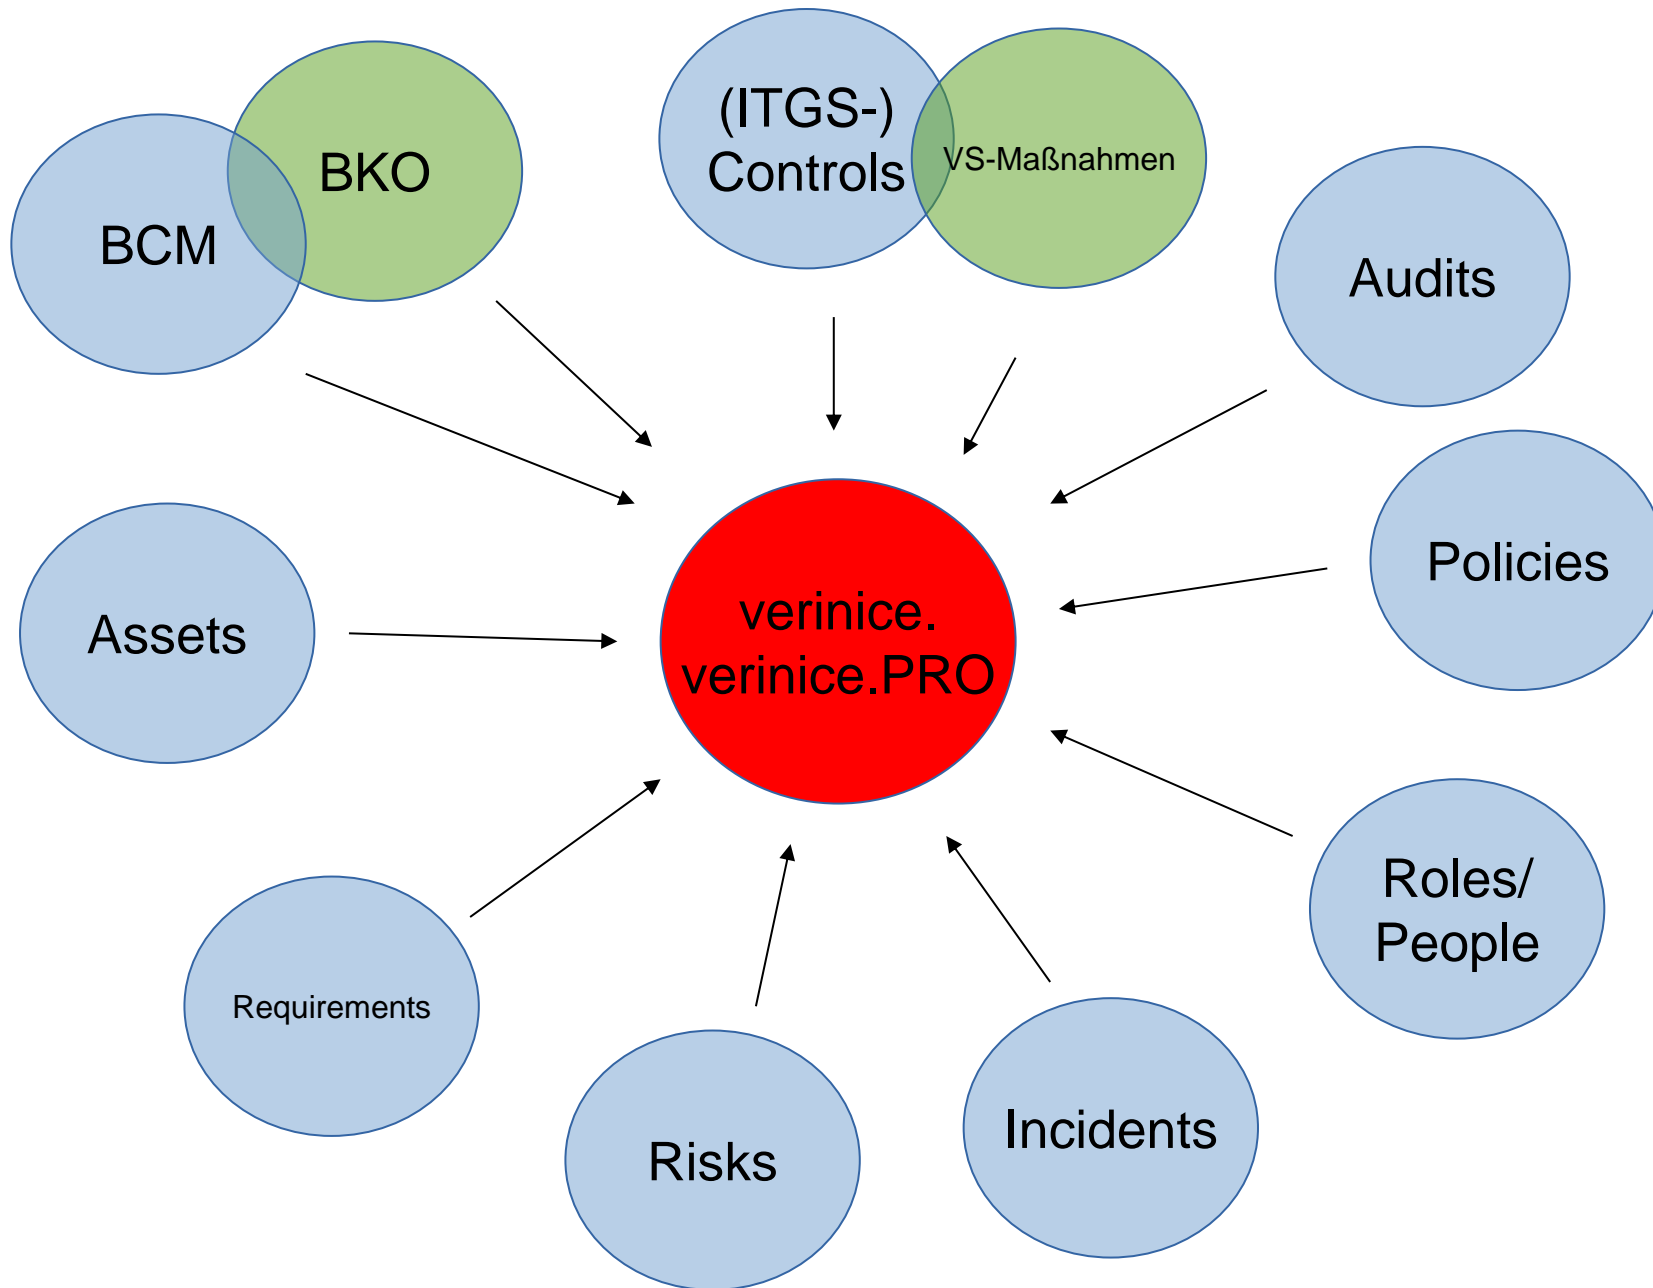 BKO
BCM
(ITGS-)
Controls
VS-Maßnahmen
Audits
Policies
Assets
verinice.
verinice.PRO
Roles/
People
Requirements
Risks
Incidents